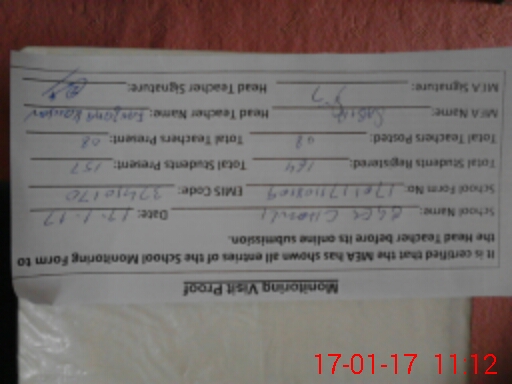 Monitoring Visit Proof
It is certified that the MEA has shown all entries of the School Monitoring Form to
the Head Teacher before its online submission.
School Name: Date: 17-1-17
School Form No 170117108109 EMIS Code: 37410170
Total Students Registered: 164 Total Students Present: 157
Total Teachers Posted: 08 Total Teachers Present: 08
MEA Name: Head Teacher Name:
MEA Signature: Head Teacher Signature:
17-01-17 11:12